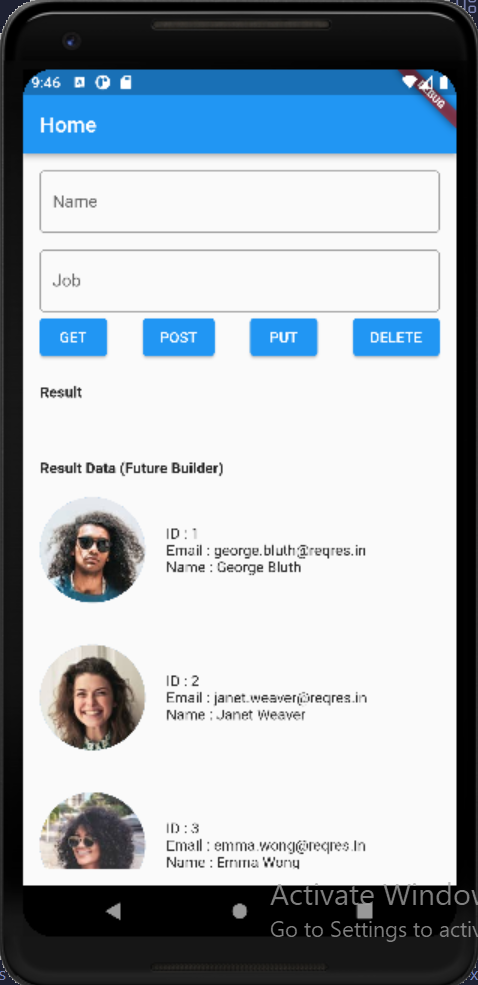 9:46
DEBUG
Home
Name
Job
GET POST PUT DELETE
Result
Result Data (Future Builder)
ID : 1
Email : george.bluth@reqres.in
Name : George Bluth
ID : 2
Email : janet.weaver@reqres.in
Name : Janet Weaver
ID : 3
Email : emma.wong@reqres.in
Name : Emma Wong
Activate Window
Go to Settings to activ